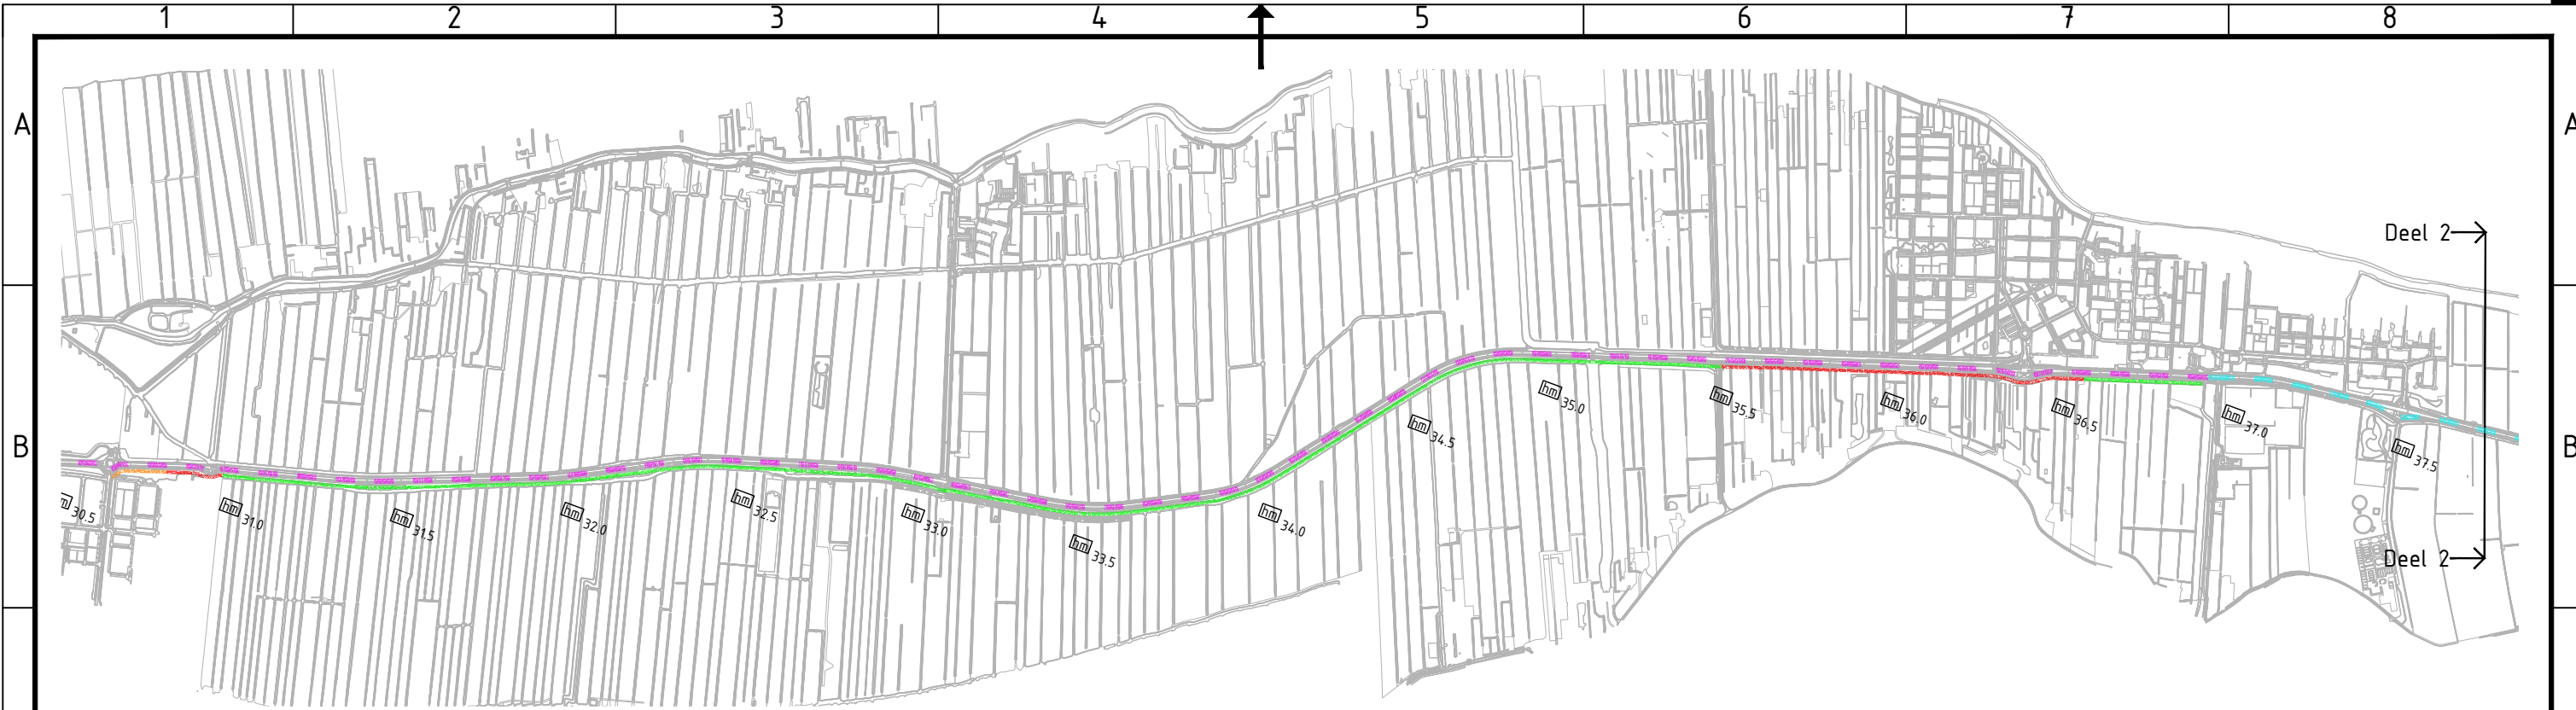 1 2 3 4 5 6 7 8
A A
Deel 2
B B
hm 35.0
hm 35.5
hm 36.0
hm 36.5
hm 37.0
hm 34.5
hm 37.5
m 30.5
hm 31.0
hm 31.5
hm 32.0
hm 32.5
hm 33.0
hm 33.5
hm 34.0
Deel 2